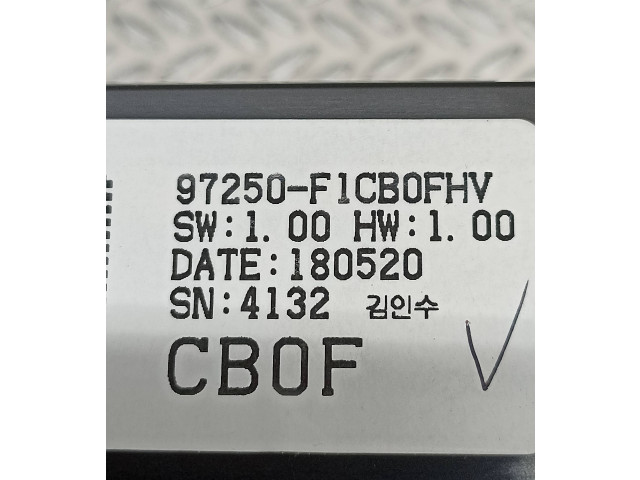 97250-F1CB0FHV
SW:1.00 HW:1.00
DATE:180520
SN:4132 김인수
CB0F